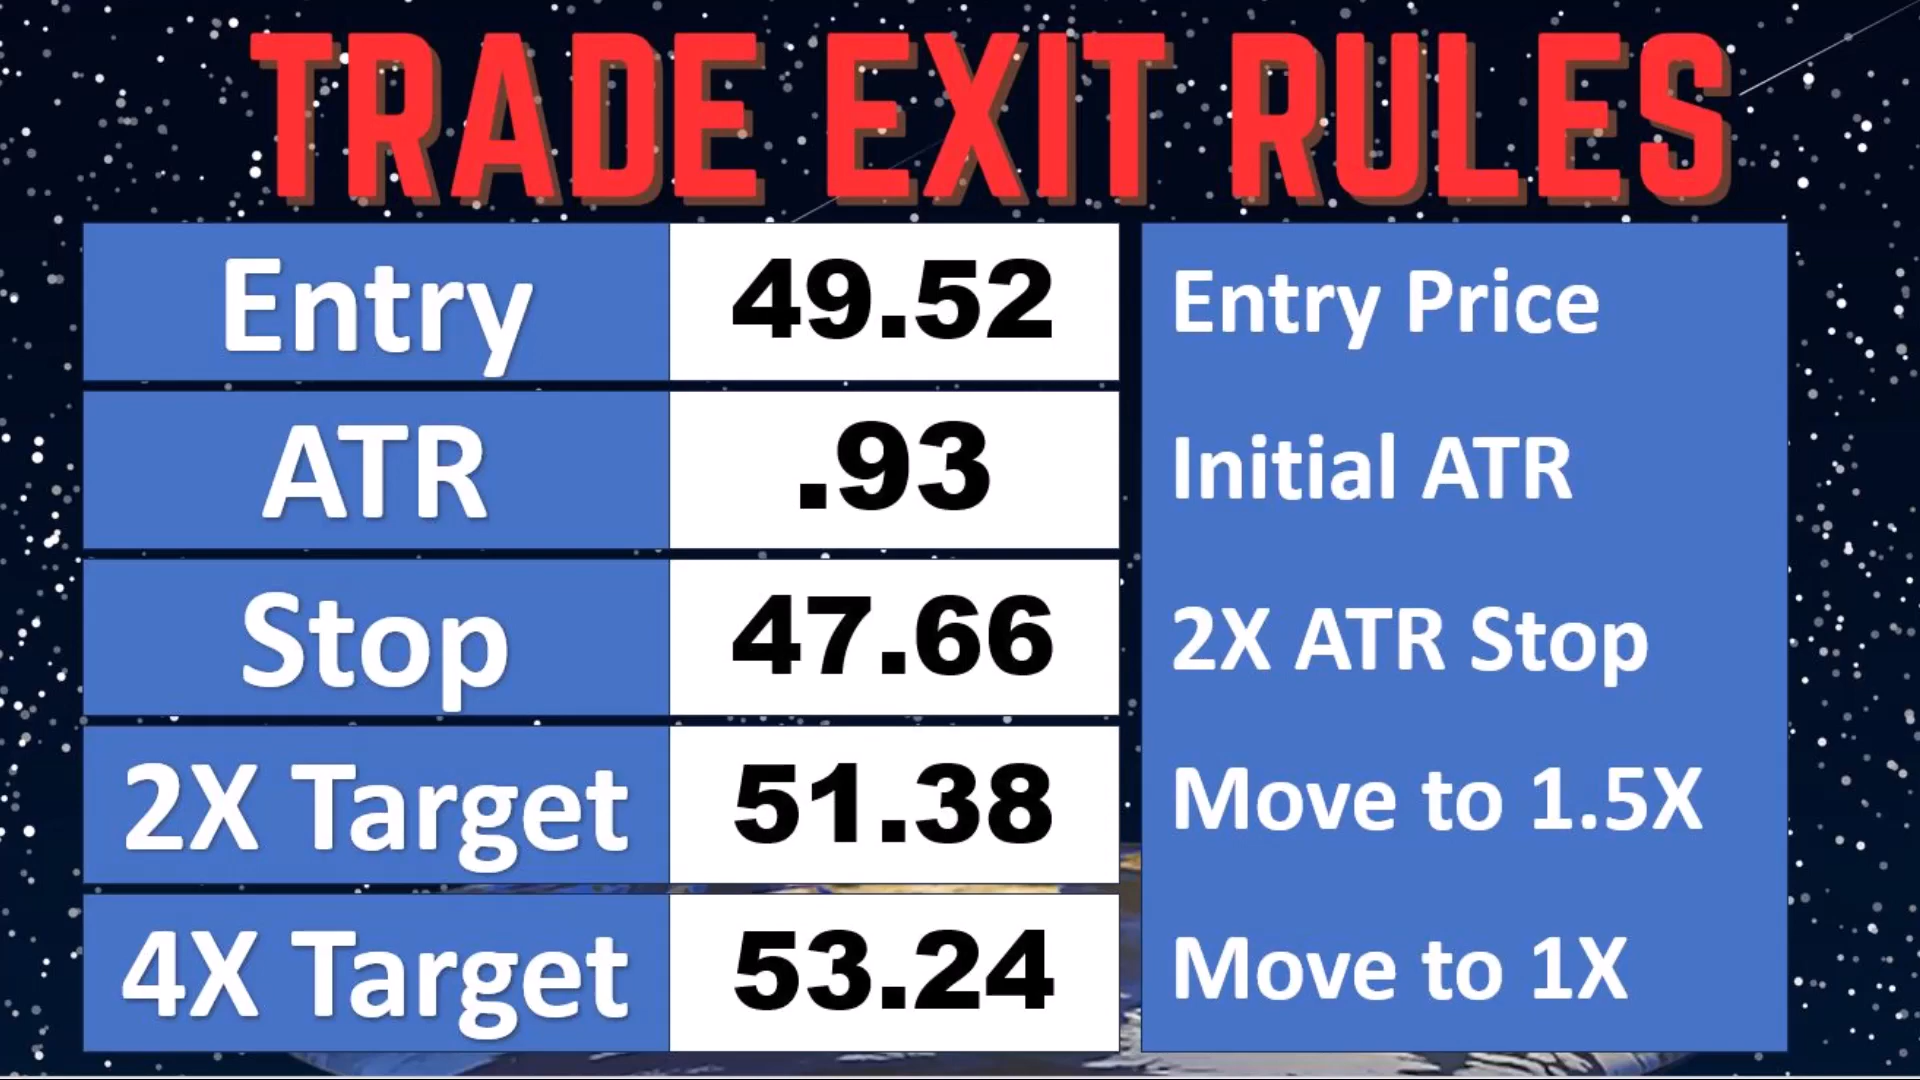 TRADE EXIT RULES
Entry 49.52 Entry Price
ATR .93 Initial ATR
Stop 47.66 2X ATR Stop
2X Target 51.38 Move to 1.5X
4X Target 53.24 Move to 1X